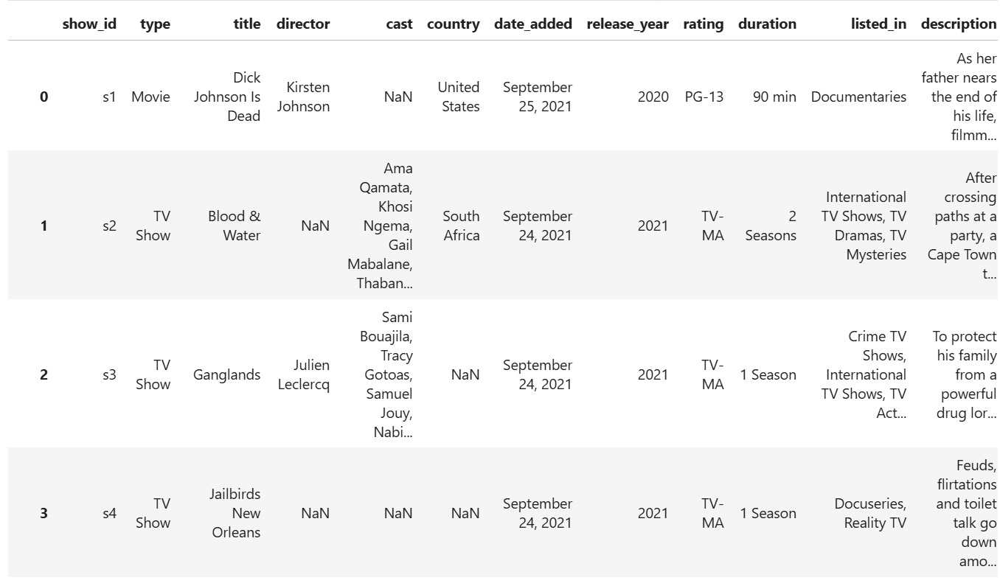 show_id type title director cast country date_added release_year rating duration listed_in description
0 s1 Movie Dick Johnson Is Dead Kirsten Johnson NaN United States September 25, 2021 2020 PG-13 90 min Documentaries As her father nears the end of his life, filmm...
1 s2 TV Show Blood & Water NaN Ama Qamata, Khosi Ngema, Gail Mabalane, Thaban... South Africa September 24, 2021 2021 TV-MA 2 Seasons International TV Shows, TV Dramas, TV Mysteries After crossing paths at a party, a Cape Town t...
2 s3 TV Show Ganglands Julien Leclercq Sami Bouajila, Tracy Gotoas, Samuel Jouy, Nabi... NaN September 24, 2021 2021 TV-MA 1 Season Crime TV Shows, International TV Shows, TV Act... To protect his family from a powerful drug lor...
3 s4 TV Show Jailbirds New Orleans NaN NaN NaN September 24, 2021 2021 TV-MA 1 Season Docuseries, Reality TV Feuds, flirtations and toilet talk go down amo...